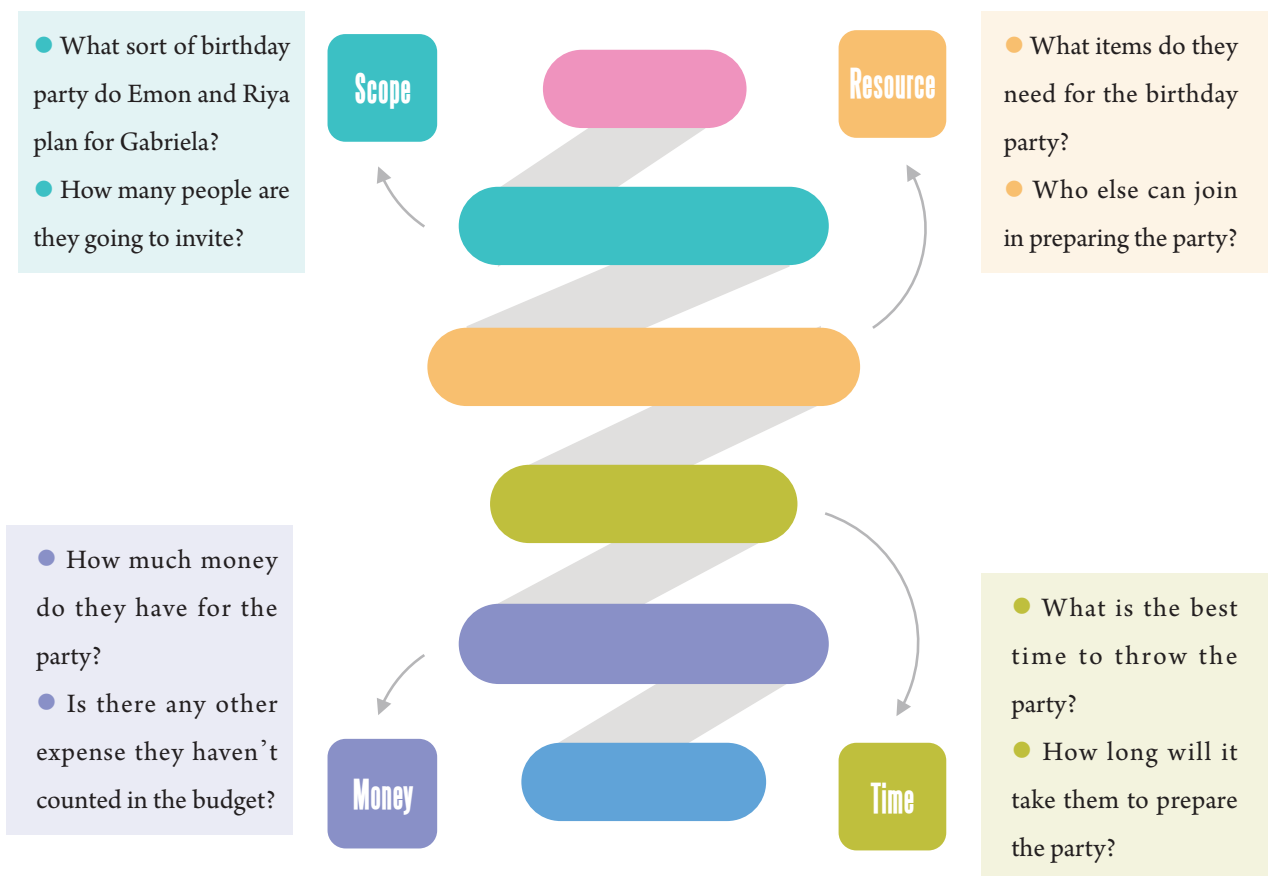 ● What sort of birthday
party do Emon and Riya
plan for Gabriela?
● How many people are
they going to invite?
Scope
Resource
● What items do they
need for the birthday
party?
● Who else can join
in preparing the party?
● How much money
do they have for the
party?
● Is there any other
expense they haven't
counted in the budget?
Money
Time
● What is the best
time to throw the
party?
● How long will it
take them to prepare
the party?